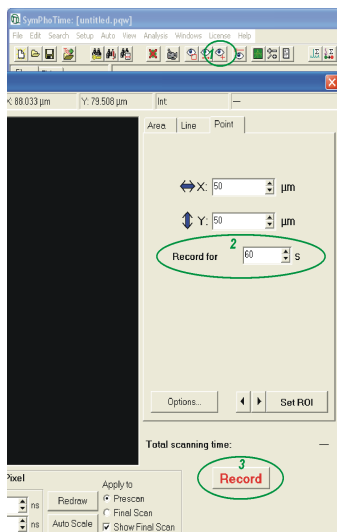 SymPhoTime: [untitled.pqw]
File Edit Search Setup Auto View Analysis Windows License Help
X: 88.033 µm Y: 79.508 µm Int —
Area Line Point
X: 50 µm
Y: 50 µm
2
Record for 60 s
Options... Set ROI
Total scanning time: —
3
Record
Pixel
Apply to
ns Redraw Prescan
Final Scan
ns Auto Scale Show Final Scan